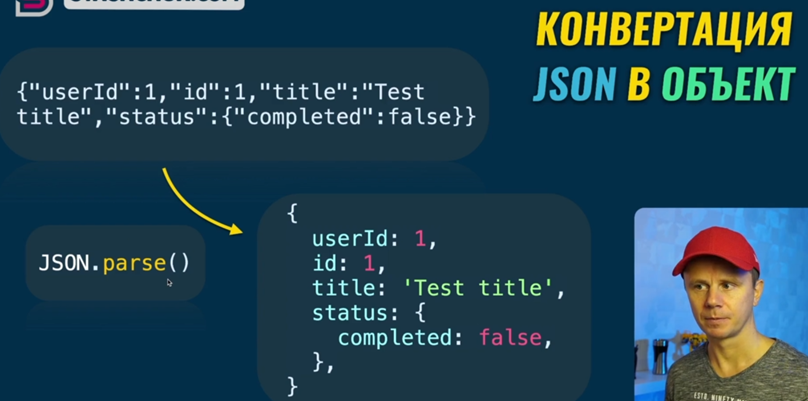 КОНВЕРТАЦИЯ
JSON В ОБЪЕКТ
{"userId":1,"id":1,"title":"Test
title","status":{"completed":false}}
JSON.parse()
{
userId: 1,
id: 1,
title: 'Test title',
status: {
completed: false,
},
}